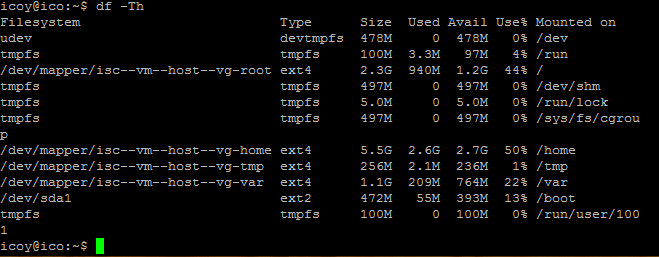 icoy@ico:~$ df -Th
Filesystem                          Type      Size  Used Avail Use% Mounted on
udev                                devtmpfs  478M     0  478M   0% /dev
tmpfs                               tmpfs     100M  3.3M   97M   4% /run
/dev/mapper/isc--vm--host--vg-root  ext4      2.3G  940M  1.2G  44% /
tmpfs                               tmpfs     497M     0  497M   0% /dev/shm
tmpfs                               tmpfs     5.0M     0  5.0M   0% /run/lock
tmpfs                               tmpfs     497M     0  497M   0% /sys/fs/cgrou
p
/dev/mapper/isc--vm--host--vg-home  ext4      5.5G  2.6G  2.7G  50% /home
/dev/mapper/isc--vm--host--vg-tmp   ext4      256M  2.1M  236M   1% /tmp
/dev/mapper/isc--vm--host--vg-var   ext4      1.1G  209M  764M  22% /var
/dev/sda1                           ext2      472M   55M  393M  13% /boot
tmpfs                               tmpfs     100M     0  100M   0% /run/user/100
1
icoy@ico:~$